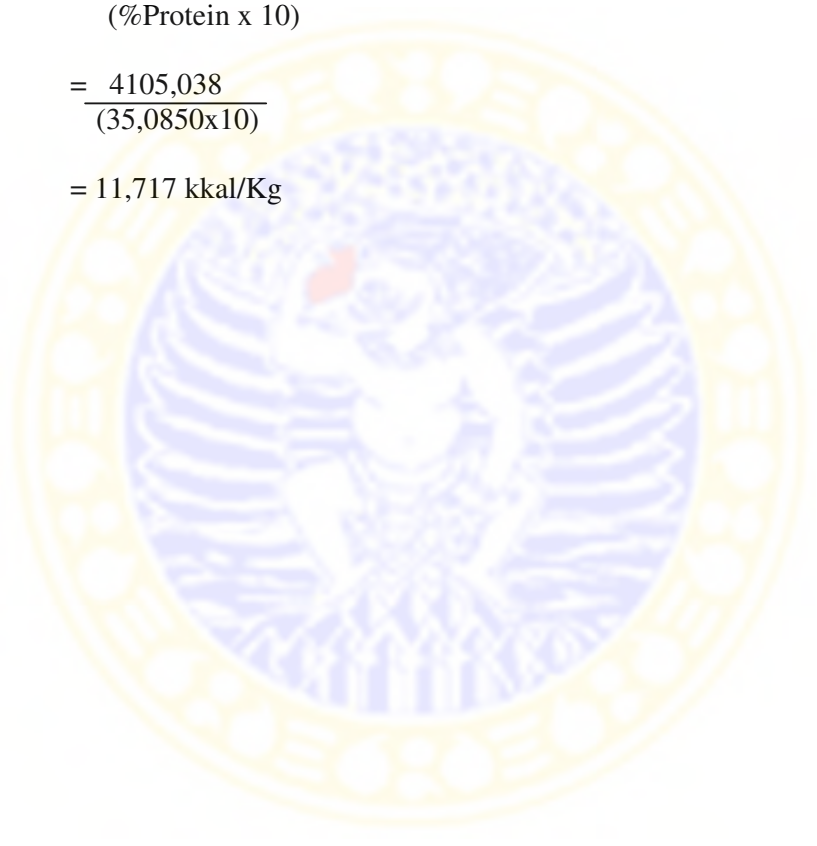 (%Protein x 10)
= 4105,038
(35,0850x10)
= 11,717 kkal/Kg